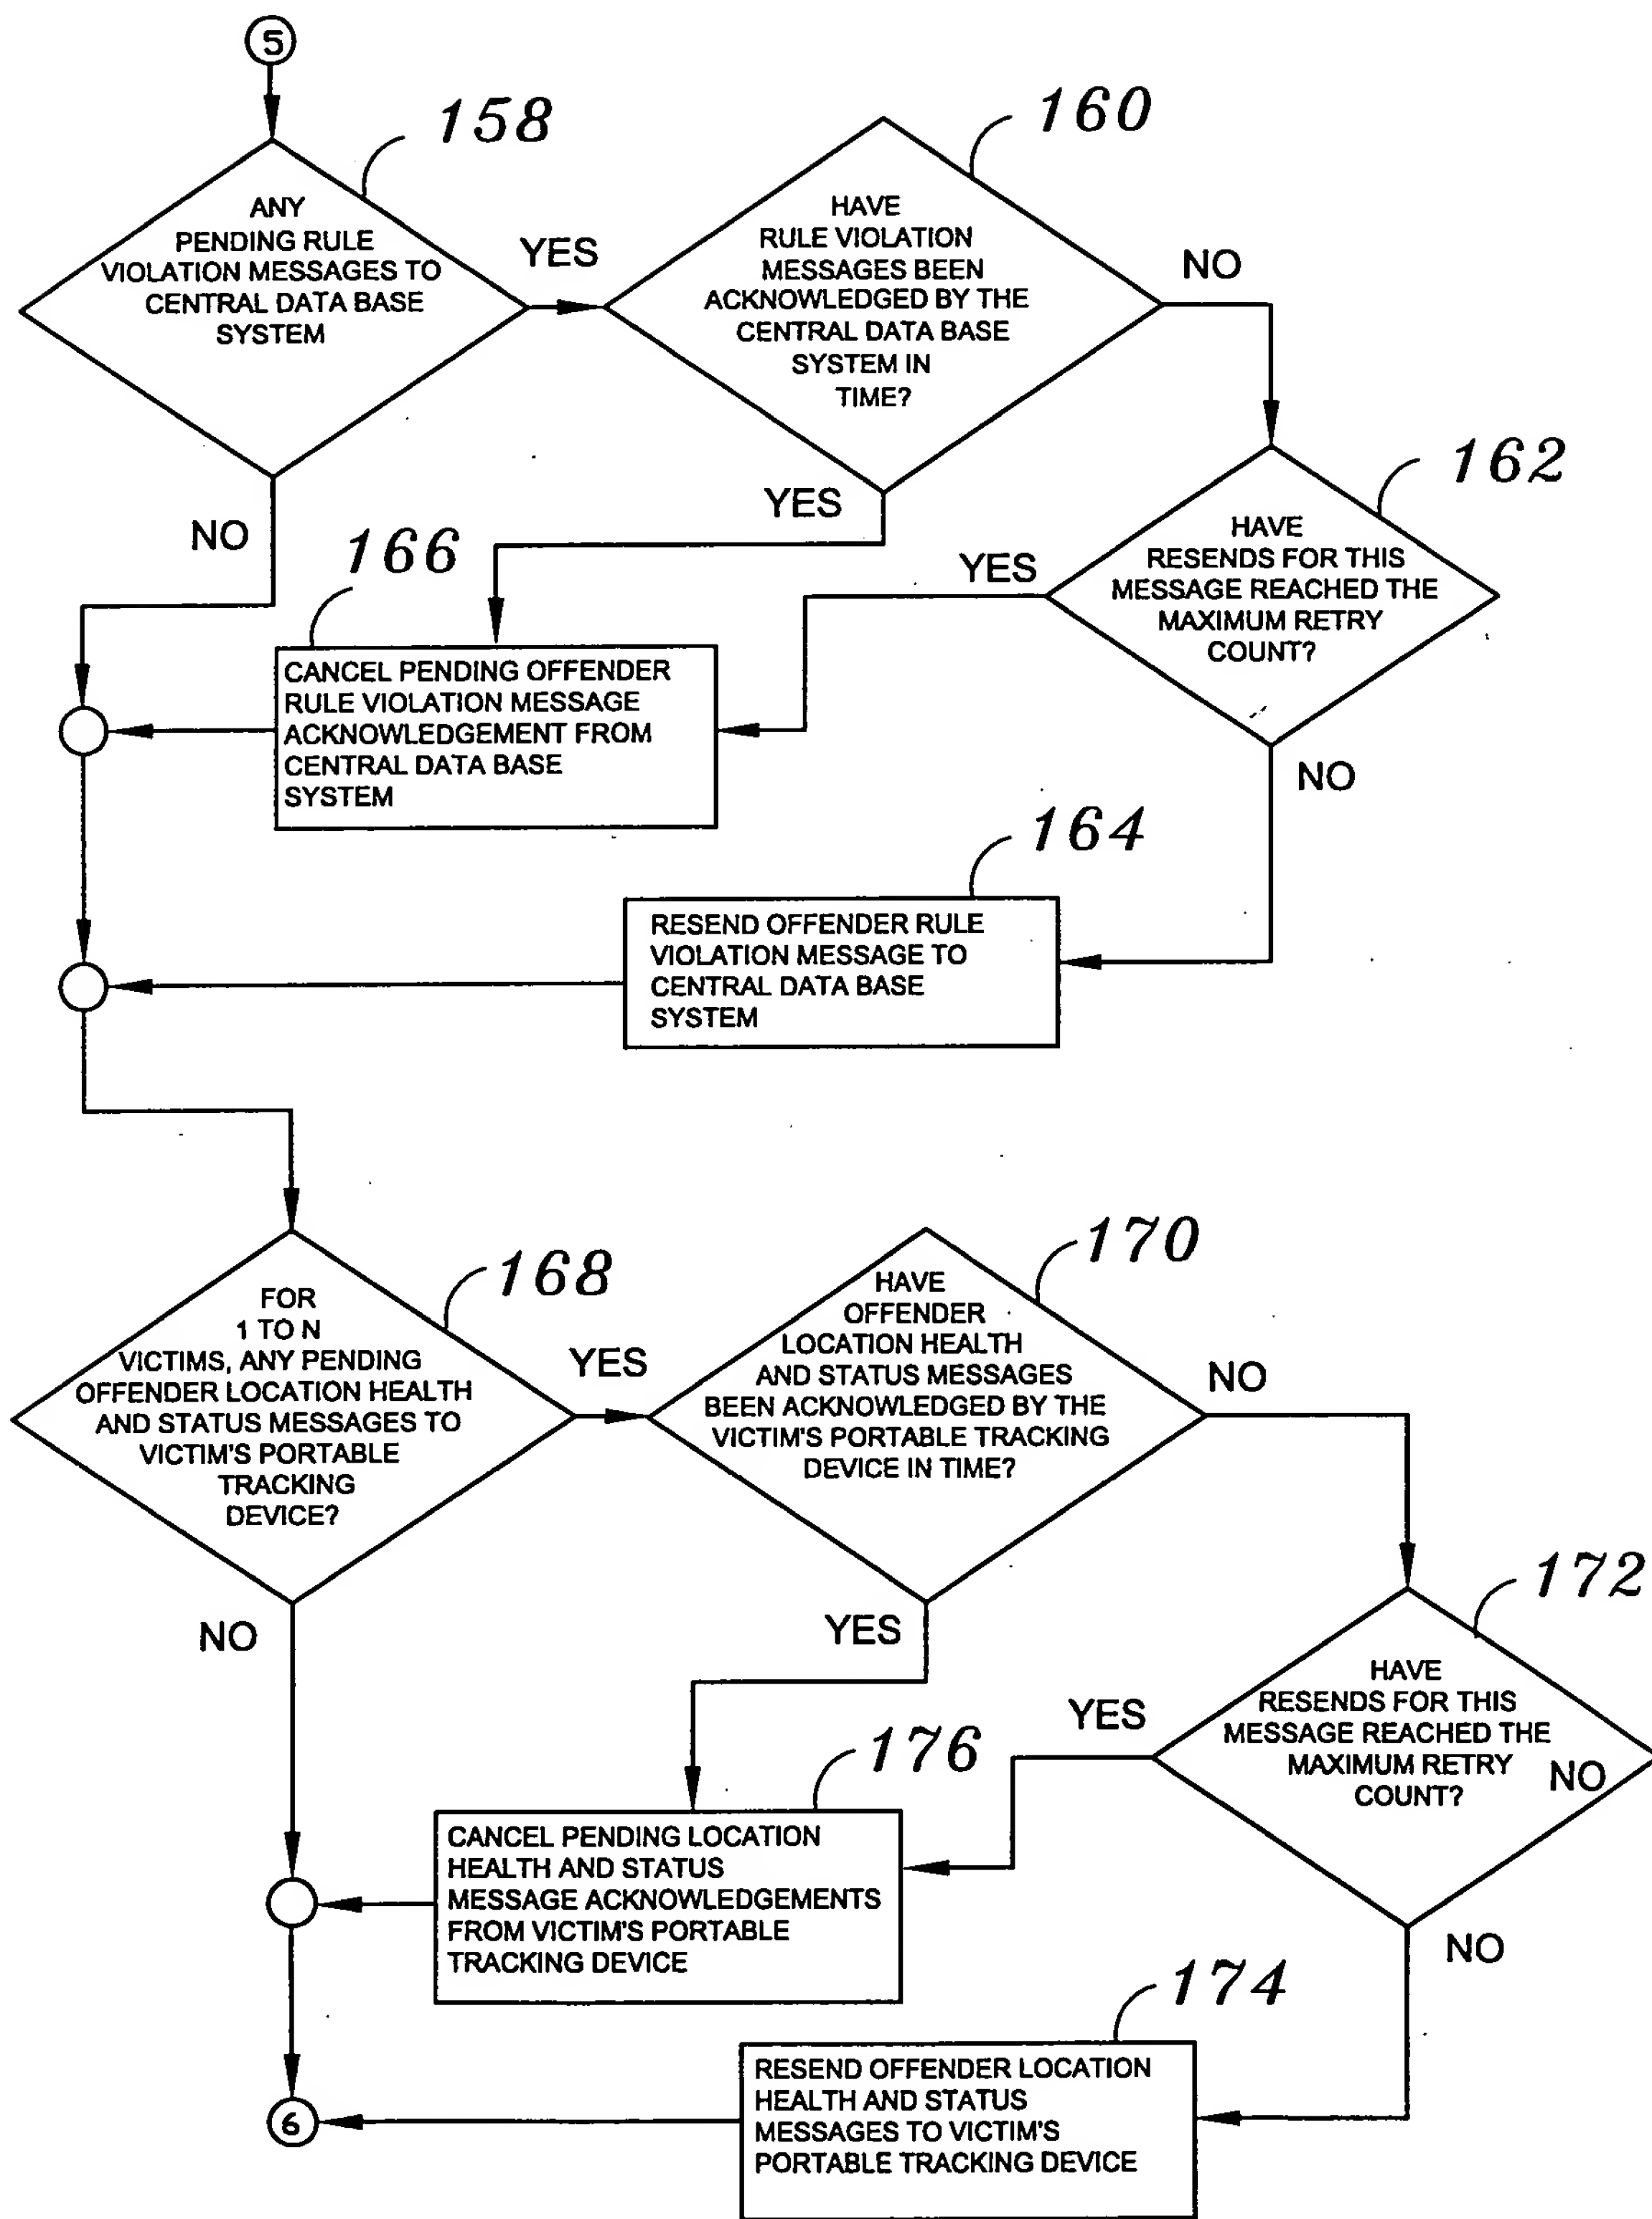 5
158
ANY
PENDING RULE
VIOLATION MESSAGES TO
CENTRAL DATA BASE
SYSTEM
YES
NO
160
HAVE
RULE VIOLATION
MESSAGES BEEN
ACKNOWLEDGED BY THE
CENTRAL DATA BASE
SYSTEM IN
TIME?
NO
YES
162
HAVE
RESENDS FOR THIS
MESSAGE REACHED THE
MAXIMUM RETRY
COUNT?
YES
NO
166
CANCEL PENDING OFFENDER
RULE VIOLATION MESSAGE
ACKNOWLEDGEMENT FROM
CENTRAL DATA BASE
SYSTEM
164
RESEND OFFENDER RULE
VIOLATION MESSAGE TO
CENTRAL DATA BASE
SYSTEM
168
FOR
1 TO N
VICTIMS, ANY PENDING
OFFENDER LOCATION HEALTH
AND STATUS MESSAGES TO
VICTIM'S PORTABLE
TRACKING
DEVICE?
YES
NO
170
HAVE
OFFENDER
LOCATION HEALTH
AND STATUS MESSAGES
BEEN ACKNOWLEDGED BY THE
VICTIM'S PORTABLE TRACKING
DEVICE IN TIME?
NO
YES
172
HAVE
RESENDS FOR THIS
MESSAGE REACHED THE
MAXIMUM RETRY
COUNT?
NO
YES
NO
176
CANCEL PENDING LOCATION
HEALTH AND STATUS
MESSAGE ACKNOWLEDGEMENTS
FROM VICTIM'S PORTABLE
TRACKING DEVICE
174
RESEND OFFENDER LOCATION
HEALTH AND STATUS
MESSAGES TO VICTIM'S
PORTABLE TRACKING DEVICE
6